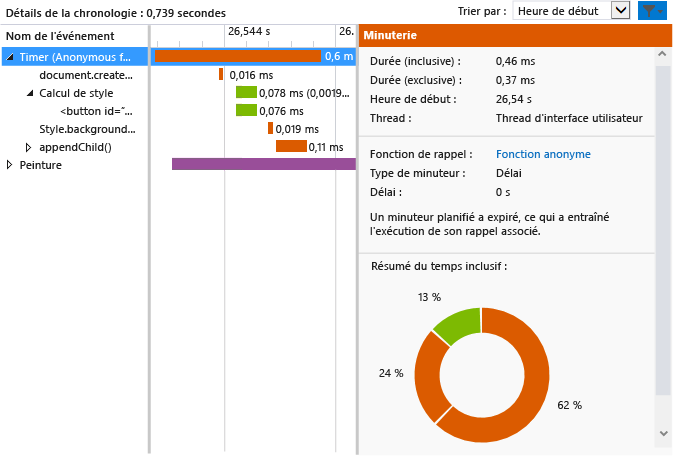 Détails de la chronologie : 0,739 secondes
Trier par : Heure de début
Nom de l'événement
26,544 s
26.
Timer (Anonymous f...
0,6 m
document.create...
0,016 ms
Calcul de style
0,078 ms (0,0019...
<button id="...
0,076 ms
Style.background...
0,019 ms
appendChild()
0,11 ms
Peinture
Minuterie
Durée (inclusive) : 0,46 ms
Durée (exclusive) : 0,37 ms
Heure de début : 26,54 s
Thread : Thread d'interface utilisateur
Fonction de rappel : Fonction anonyme
Type de minuteur : Délai
Délai : 0 s
Un minuteur planifié a expiré, ce qui a entraîné
l'exécution de son rappel associé.
Résumé du temps inclusif :
13 %
24 %
62 %